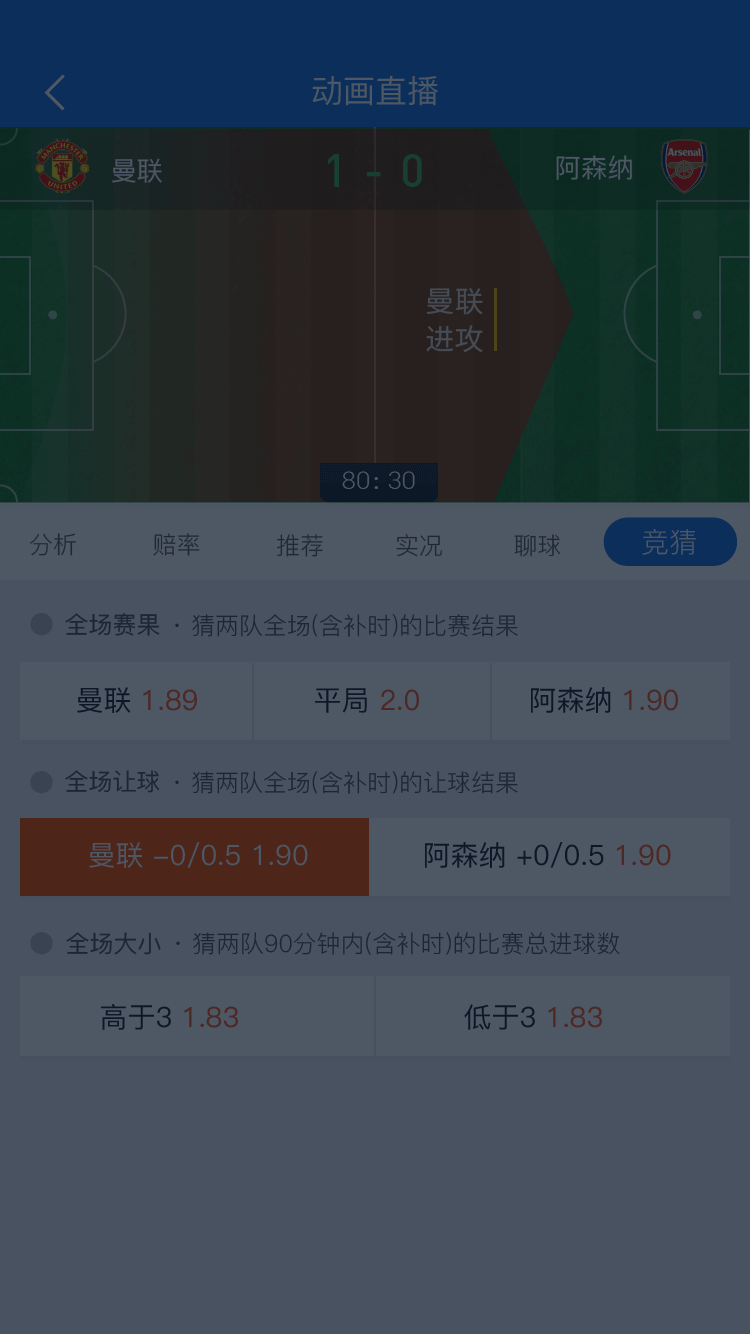 动画直播
MANCHESTER
UNITED
曼联
1 - 0
阿森纳
Arsenal
曼联
进攻
80:30
分析 赔率 推荐 实况 聊球 竞猜
全场赛果 · 猜两队全场(含补时)的比赛结果
曼联 1.89 平局 2.0 阿森纳 1.90
全场让球 · 猜两队全场(含补时)的让球结果
曼联 -0/0.5 1.90 阿森纳 +0/0.5 1.90
全场大小 · 猜两队90分钟内(含补时)的比赛总进球数
高于3 1.83 低于3 1.83